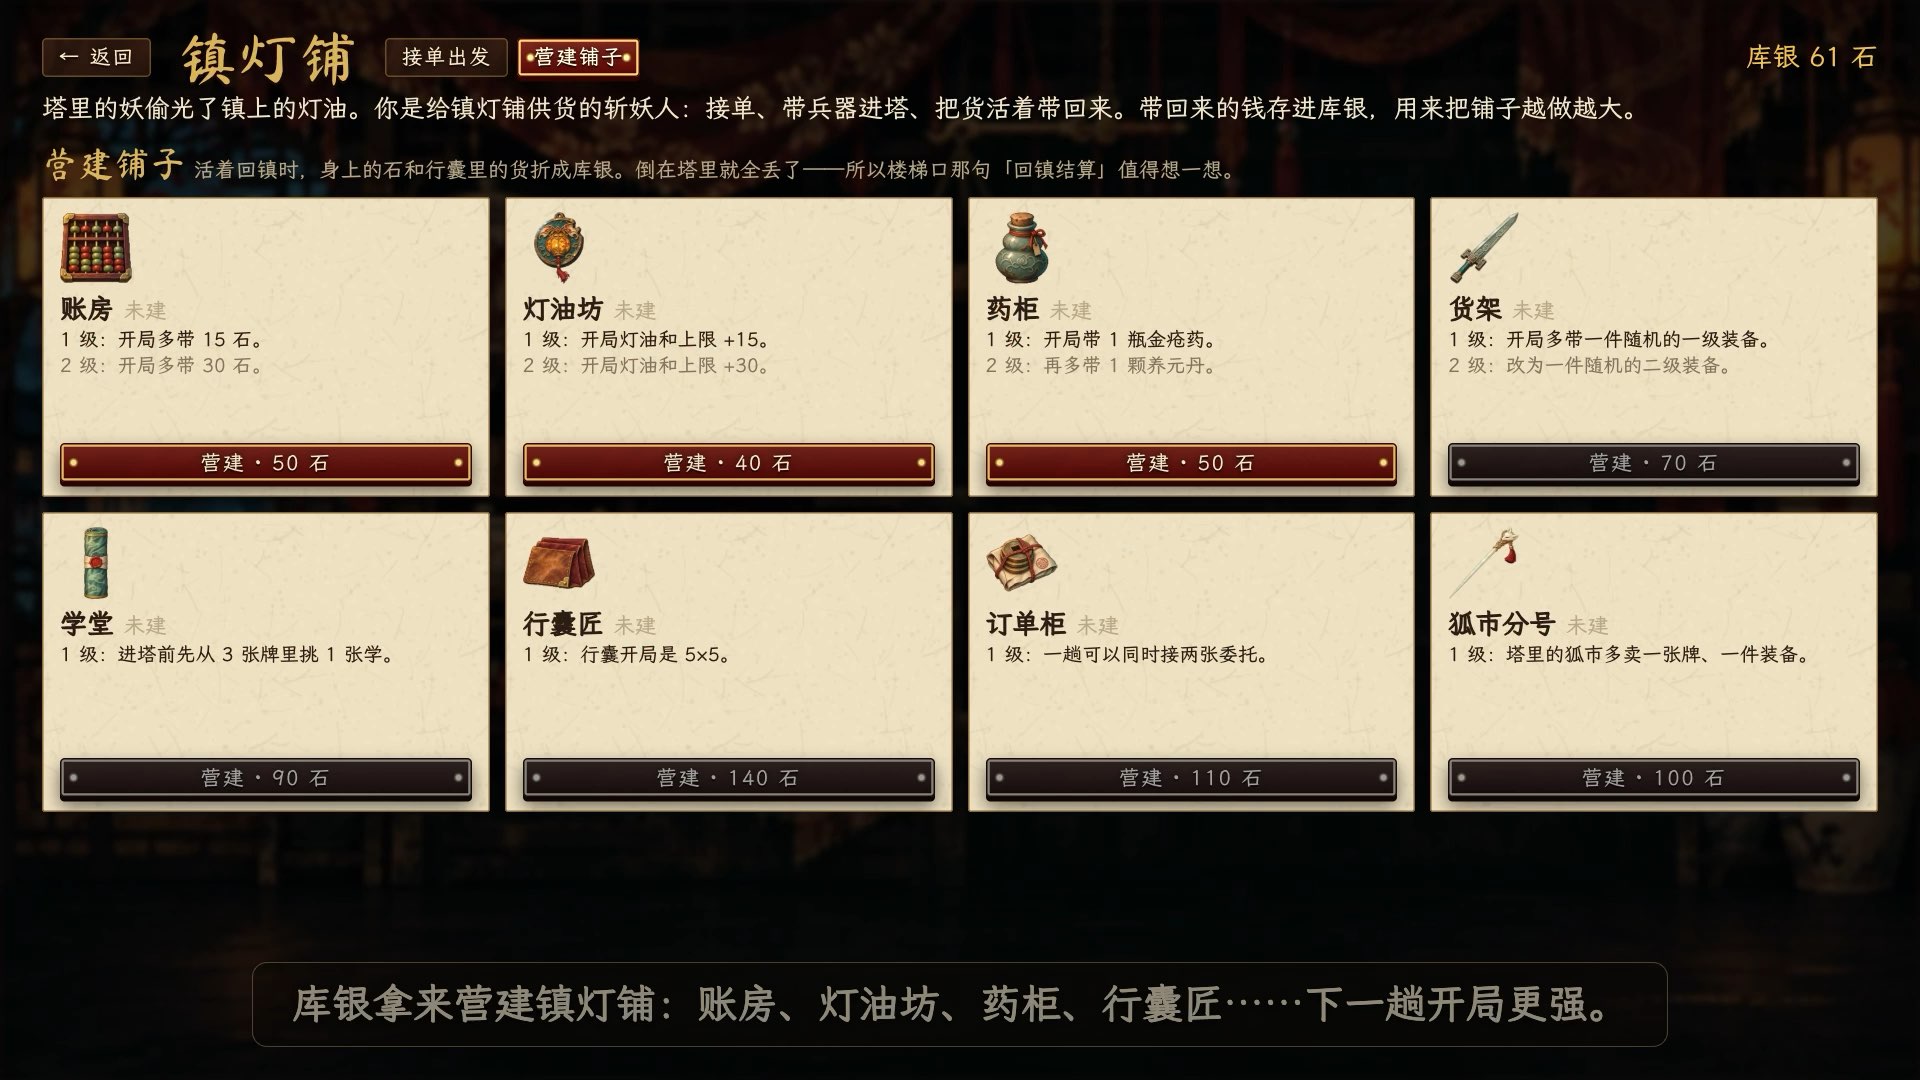 ← 返回
镇灯铺
接单出发
营建铺子
库银 61 石
塔里的妖偷光了镇上的灯油。你是给镇灯铺供货的斩妖人：接单、带兵器进塔、把货活着带回来。带回来的钱存进库银，用来把铺子越做越大。
营建铺子 活着回镇时，身上的石和行囊里的货折成库银。倒在塔里就全丢了——所以楼梯口那句「回镇结算」值得想一想。
账房 未建
1 级：开局多带 15 石。
2 级：开局多带 30 石。
营建 · 50 石
灯油坊 未建
1 级：开局灯油和上限 +15。
2 级：开局灯油和上限 +30。
营建 · 40 石
药柜 未建
1 级：开局带 1 瓶金疮药。
2 级：再多带 1 颗养元丹。
营建 · 50 石
货架 未建
1 级：开局多带一件随机的一级装备。
2 级：改为一件随机的二级装备。
营建 · 70 石
学堂 未建
1 级：进塔前先从 3 张牌里挑 1 张学。
营建 · 90 石
行囊匠 未建
1 级：行囊开局是 5×5。
营建 · 140 石
订单柜 未建
1 级：一趟可以同时接两张委托。
营建 · 110 石
狐市分号 未建
1 级：塔里的狐市多卖一张牌、一件装备。
营建 · 100 石
库银拿来营建镇灯铺：账房、灯油坊、药柜、行囊匠……下一趟开局更强。